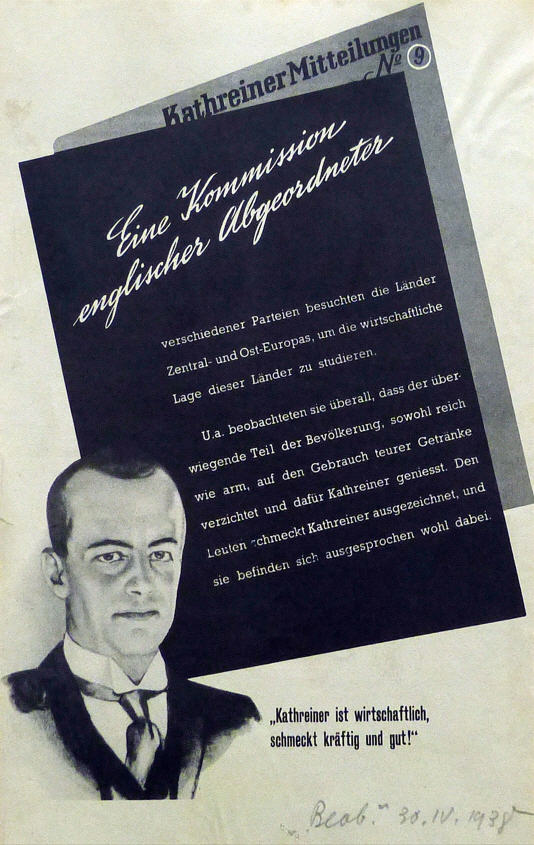 Kathreiner Mitteilungen
№ 9
Eine Kommission
englischer Abgeordneter
verschiedener Parteien besuchten die Länder
Zentral- und Ost-Europas, um die wirtschaftliche
Lage dieser Länder zu studieren.
U.a. beobachteten sie überall, dass der über-
wiegende Teil der Bevölkerung, sowohl reich
wie arm, auf den Gebrauch teurer Getränke
verzichtet und dafür Kathreiner geniesst. Den
Leuten schmeckt Kathreiner ausgezeichnet, und
sie befinden sich ausgesprochen wohl dabei.
„Kathreiner ist wirtschaftlich,
schmeckt kräftig und gut!“
„Beob.“ 30.IV.1938